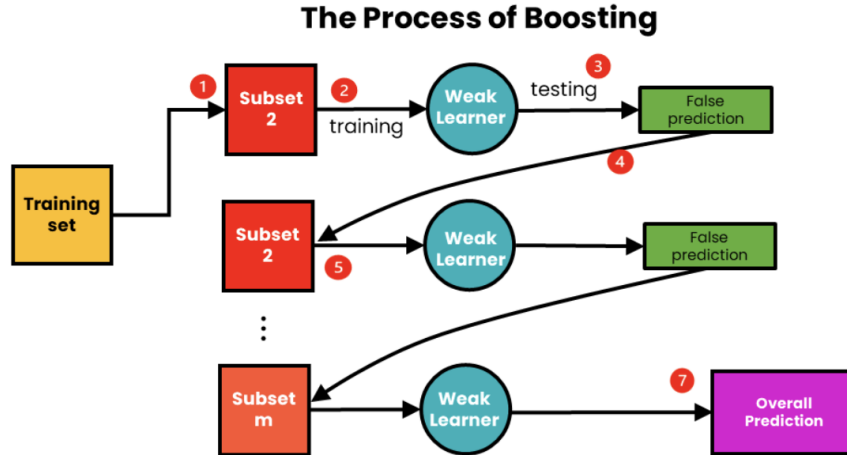 The Process of Boosting
1
2
3
Subset
2
training
Weak
Learner
testing
False
prediction
4
Training
set
Subset
2
5
Weak
Learner
False
prediction
Subset
m
Weak
Learner
7
Overall
Prediction